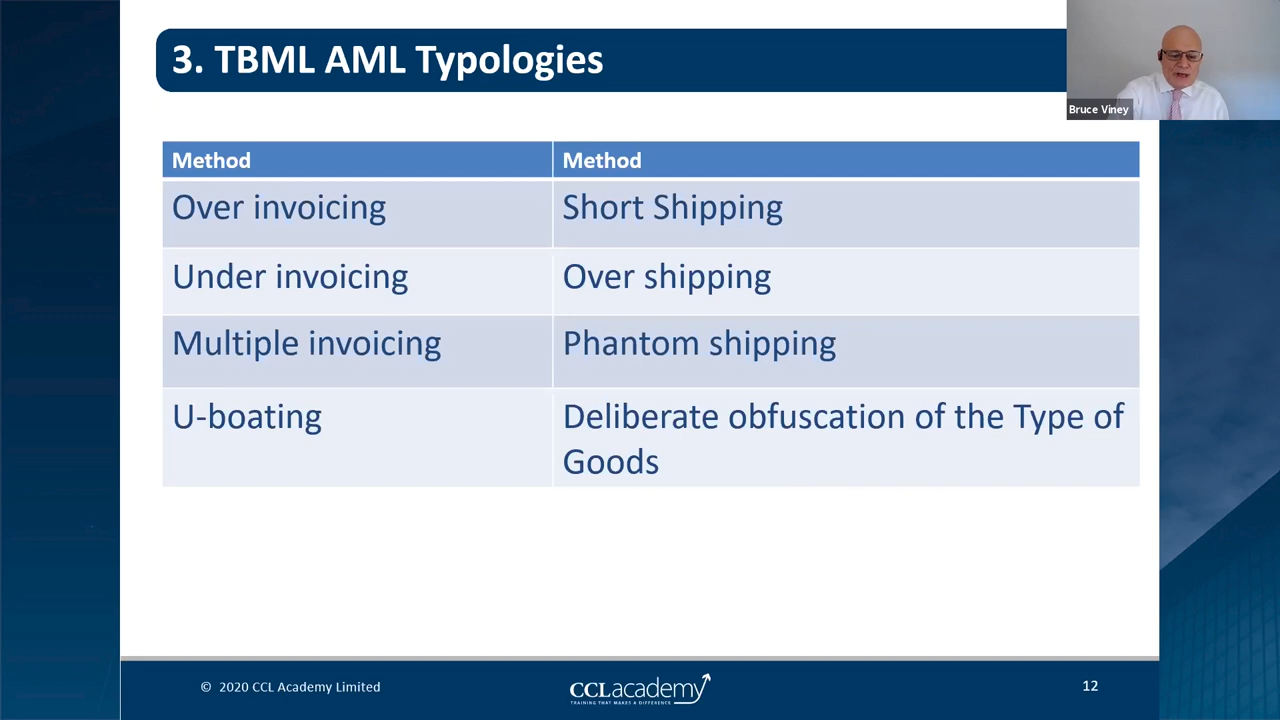 3. TBML AML Typologies
Bruce Viney
Method
Method
Over invoicing
Short Shipping
Under invoicing
Over shipping
Multiple invoicing
Phantom shipping
U-boating
Deliberate obfuscation of the Type of
Goods
© 2020 CCL Academy Limited
CCLacademy
TRAINING THAT MAKES A DIFFERENCE
12